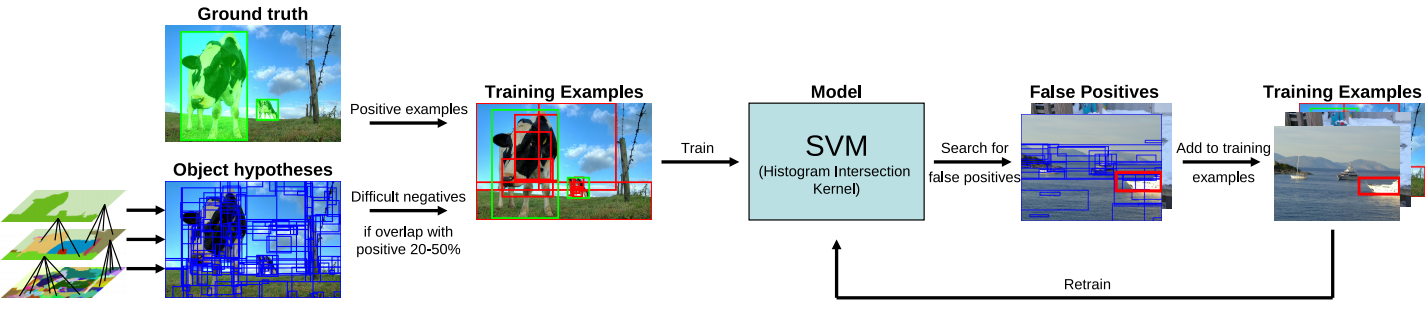 Ground truth
Positive examples
Object hypotheses
Difficult negatives
if overlap with
positive 20-50%
Training Examples
Train
Model
SVM
(Histogram Intersection
Kernel)
Search for
false positives
False Positives
Add to training
examples
Training Examples
Retrain